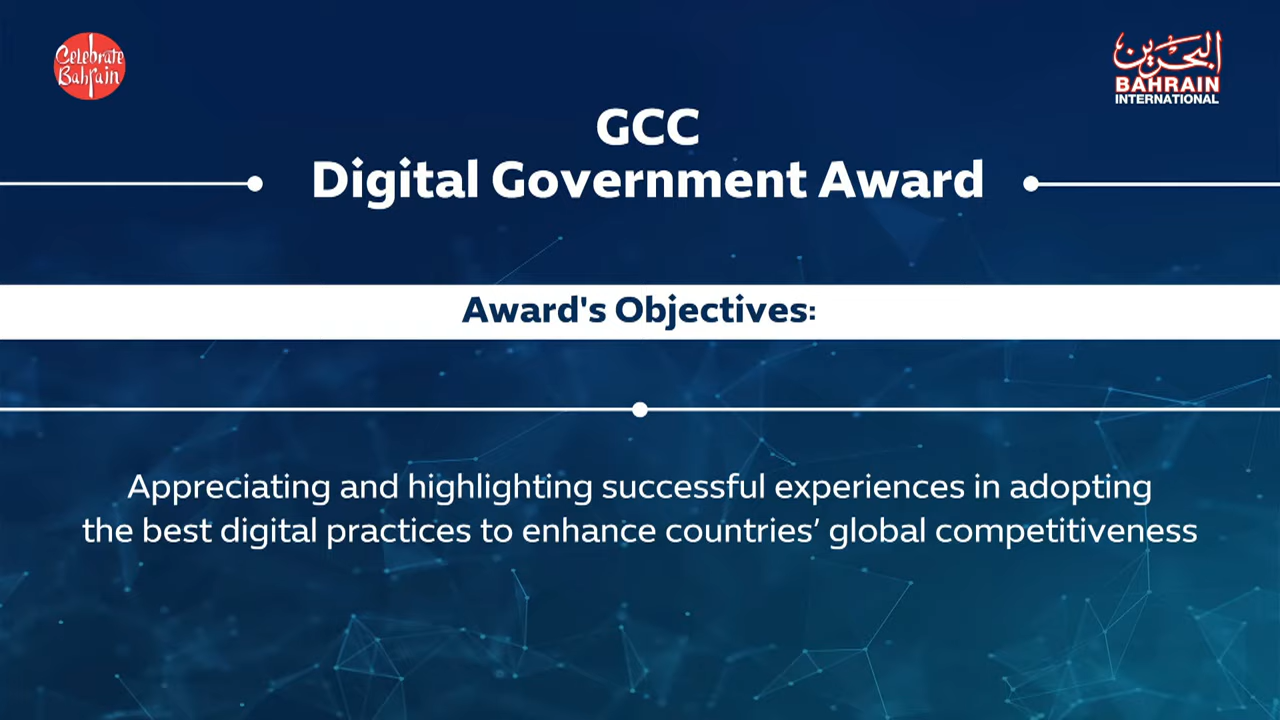 Celebrate
Bahrain
البحرين
BAHRAIN
INTERNATIONAL
GCC
Digital Government Award
Award's Objectives:
Appreciating and highlighting successful experiences in adopting
the best digital practices to enhance countries’ global competitiveness